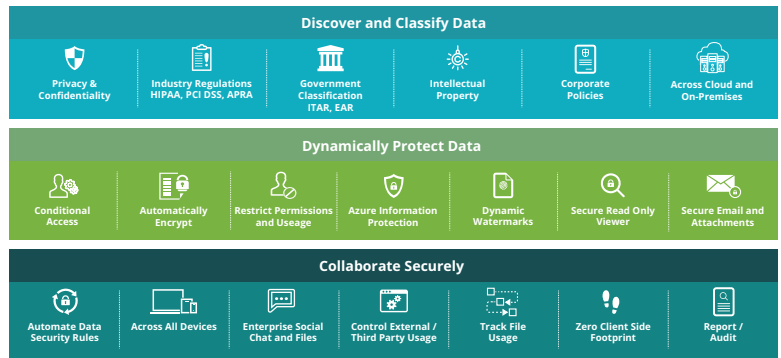 Discover and Classify Data
Privacy &
Confidentiality
Industry Regulations
HIPAA, PCI DSS, APRA
Government
Classification
ITAR, EAR
Intellectual
Property
Corporate
Policies
Across Cloud and
On-Premises
Dynamically Protect Data
Conditional
Access
Automatically
Encrypt
Restrict Permissions
and Useage
Azure Information
Protection
Dynamic
Watermarks
Secure Read Only
Viewer
Secure Email and
Attachments
Collaborate Securely
Automate Data
Security Rules
Across All Devices
Enterprise Social
Chat and Files
Control External /
Third Party Usage
Track File
Usage
Zero Client Side
Footprint
Report /
Audit